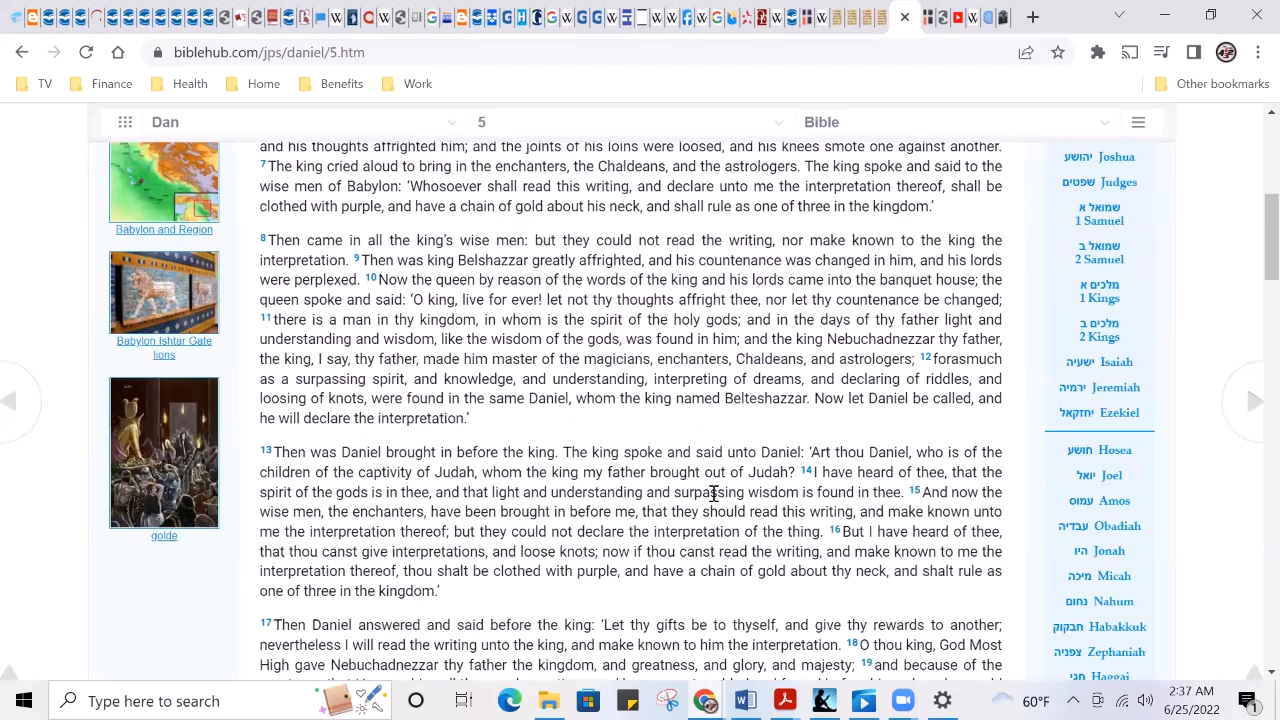 biblehub.com/jps/daniel/5.htm
TV
Finance
Health
Home
Benefits
Work
Other bookmarks
Dan
5
Bible
and his thoughts affrighted him; and the joints of his loins were loosed, and his knees smote one against another.
7 The king cried aloud to bring in the enchanters, the Chaldeans, and the astrologers. The king spoke and said to the
wise men of Babylon: ‘Whosoever shall read this writing, and declare unto me the interpretation thereof, shall be
clothed with purple, and have a chain of gold about his neck, and shall rule as one of three in the kingdom.’
8 Then came in all the king’s wise men: but they could not read the writing, nor make known to the king the
interpretation. 9 Then was king Belshazzar greatly affrighted, and his countenance was changed in him, and his lords
were perplexed. 10 Now the queen by reason of the words of the king and his lords came into the banquet house; the
queen spoke and said: ‘O king, live for ever! let not thy thoughts affright thee, nor let thy countenance be changed;
11 there is a man in thy kingdom, in whom is the spirit of the holy gods; and in the days of thy father light and
understanding and Wisdom, like the wisdom of the gods, was found in him; and the king Nebuchadnezzar thy father,
the king, I say, thy father, made him master of the magicians, enchanters, Chaldeans, and astrologers; 12 forasmuch
as a surpassing spirit, and knowledge, and understanding, interpreting of dreams, and declaring of riddles, and
loosing of knots, were found in the same Daniel, whom the king named Belteshazzar. Now let Daniel be called, and
he will declare the interpretation.’
13 Then was Daniel brought in before the king. The king spoke and said unto Daniel: ‘Art thou Daniel, who is of the
children of the captivity of Judah, whom the king my father brought out of Judah? 14 I have heard of thee, that the
spirit of the gods is in thee, and that light and understanding and surpassing wisdom is found in thee. 15 And now the
wise men, the enchanters, have been brought in before me, that they should read this writing, and make known unto
me the interpretation thereof; but they could not declare the interpretation of the thing. 16 But I have heard of thee,
that thou canst give interpretations, and loose knots; now if thou canst read the writing, and make known to me the
interpretation thereof, thou shalt be clothed with purple, and have a chain of gold about thy neck, and shalt rule as
one of three in the kingdom.’
17 Then Daniel answered and said before the king: ‘Let thy gifts be to thyself, and give thy rewards to another;
nevertheless I will read the writing unto the king, and make known to him the interpretation. 18 O thou king, God Most
High gave Nebuchadnezzar thy father the kingdom, and greatness, and glory, and majesty; 19 and because of the
Babylon and Region
Babylon Ishtar Gate
lions
golde
יהושע Joshua
שפטים Judges
שמואל א
1 Samuel
שמואל ב
2 Samuel
מלכים א
1 Kings
מלכים ב
2 Kings
ישעיה Isaiah
ירמיה Jeremiah
יחזקאל Ezekiel
חושע Hosea
יואל Joel
עמוס Amos
עבדיה Obadiah
היו Jonah
מיכה Micah
נחום Nahum
חבקוק Habakkuk
צפניה Zephaniah
חגי Haggai
Type here to search
60°F
2:37 AM
6/25/2022